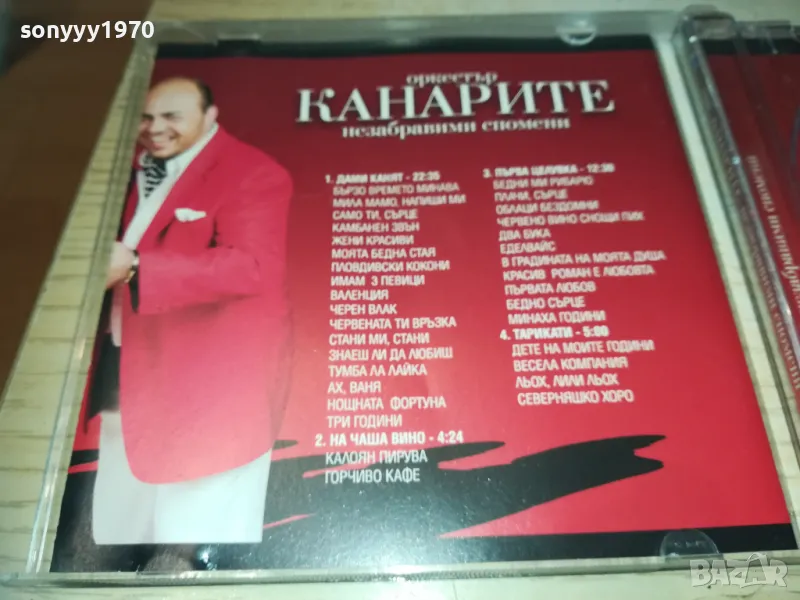 sonyyy1970
оркестър
КАНАРИТЕ
незабравими спомени
1. ДАМИ КАНЯТ - 22:35
БЪРЗО ВРЕМЕТО МИНАВА
МИЛА МАМО, НАПИШИ МИ
САМО ТИ, СЪРЦЕ
КАМБАНЕН ЗВЪН
ЖЕНИ КРАСИВИ
МОЯТА БЕДНА СТАЯ
ПЛОВДИВСКИ КОКОНИ
ИМАМ 3 ПЕВИЦИ
ВАЛЕНЦИЯ
ЧЕРЕН ВЛАК
ЧЕРВЕНАТА ТИ ВРЪЗКА
СТАНИ МИ, СТАНИ
ЗНАЕШ ЛИ ДА ЛЮБИШ
ТУМБА ЛА ЛАЙКА
АХ, ВАНЯ
НОЩНАТА ФОРТУНА
ТРИ ГОДИНИ
2. НА ЧАША ВИНО - 4:24
КАЛОЯН ПИРУВА
ГОРЧИВО КАФЕ
3. ПЪРВА ЦЕЛУВКА - 12:36
БЕДНИ МИ РИБАРЮ
ПЛАЧИ, СЪРЦЕ
ОБЛАЦИ БЕЗДОМНИ
ЧЕРВЕНО ВИНО СНОЩИ ПИХ
ДВА БУКА
ЕДЕЛВАЙС
В ГРАДИНАТА НА МОЯТА ДУША
КРАСИВ РОМАН Е ЛЮБОВТА
ПЪРВАТА ЛЮБОВ
БЕДНО СЪРЦЕ
МИНАХА ГОДИНИ
4. ТАРИКАТИ - 5:00
ДЕТЕ НА МОИТЕ ГОДИНИ
ВЕСЕЛА КОМПАНИЯ
ЛЬОХ, ЛИЛИ ЛЬОХ
СЕВЕРНЯШКО ХОРО
BAZAR